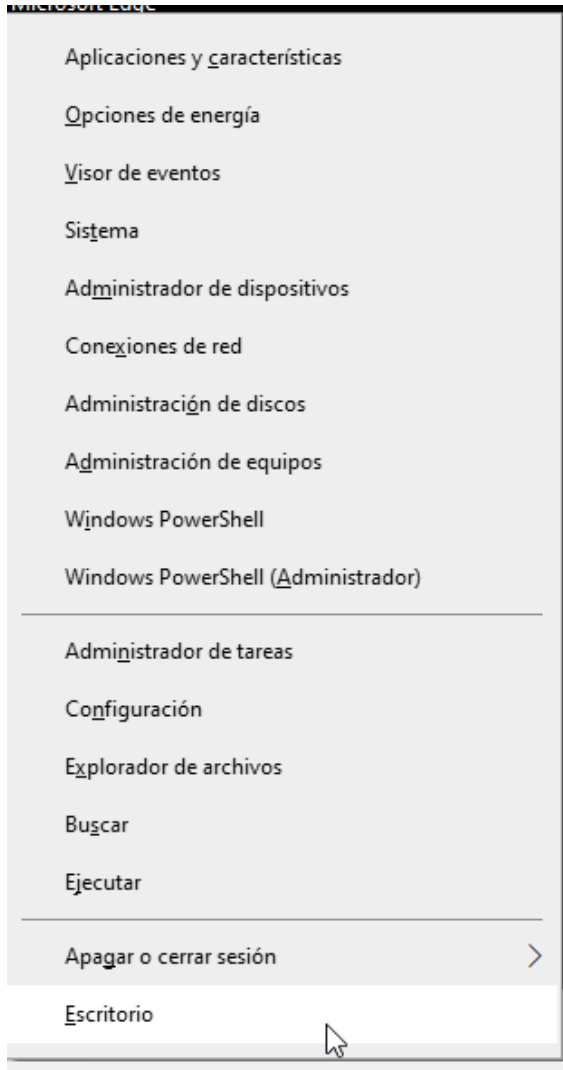 Microsoft Edge
Aplicaciones y características
Opciones de energía
Visor de eventos
Sistema
Administrador de dispositivos
Conexiones de red
Administración de discos
Administración de equipos
Windows PowerShell
Windows PowerShell (Administrador)
Administrador de tareas
Configuración
Explorador de archivos
Buscar
Ejecutar
Apagar o cerrar sesión
Escritorio